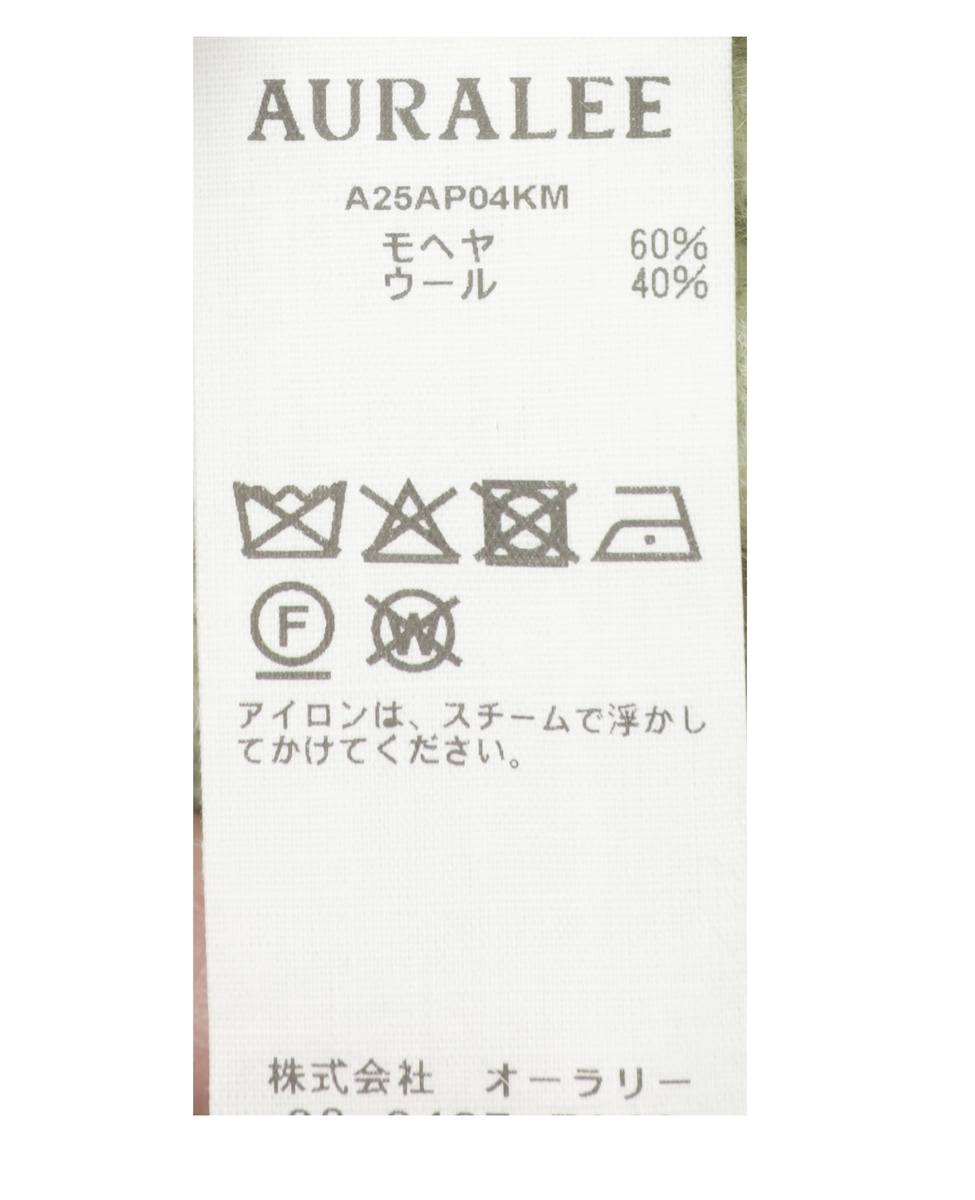 AURALEE
A25AP04KM
モヘヤ 60%
ウール 40%
F W
アイロンは、スチームで浮かし
てかけてください。
株式会社 オーラリー